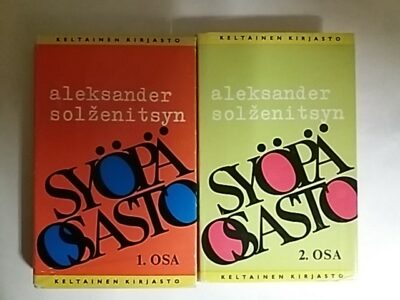 KELTAINEN KIRJASTO
aleksander
solženitsyn
SYÖPÄ
OSASTO
1. OSA
KELTAINEN KIRJASTO
KELTAINEN KIRJASTO
aleksander
solženitsyn
SYÖPÄ
OSASTO
2. OSA
KELTAINEN KIRJASTO